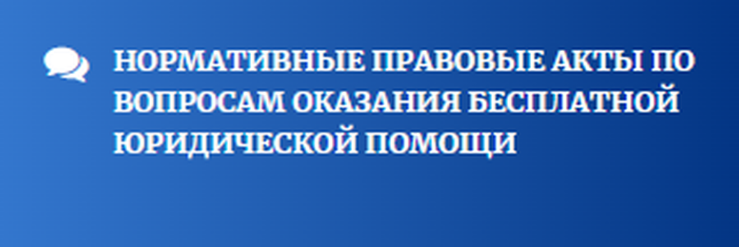 НОРМАТИВНЫЕ ПРАВОВЫЕ АКТЫ ПО
ВОПРОСАМ ОКАЗАНИЯ БЕСПЛАТНОЙ
ЮРИДИЧЕСКОЙ ПОМОЩИ